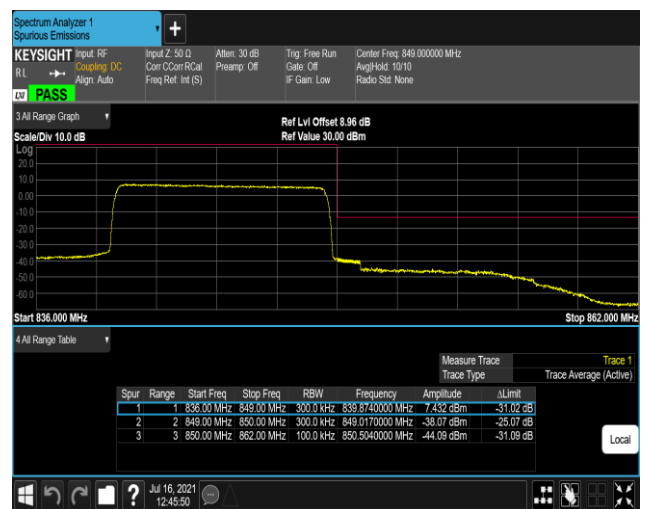 Spectrum Analyzer 1
Spurious Emissions
+
KEYSIGHT Input: RF Input Z: 50 Ω Atten: 30 dB Trig: Free Run Center Freq: 849.000000 MHz
RL Coupling: DC Corr CCorr RCal Preamp: Off Gate: Off Avg|Hold: 10/10
Align: Auto Freq Ref: Int (S) IF Gain: Low Radio Std: None
LXI PASS
3 All Range Graph
Ref Lvl Offset 8.96 dB
Scale/Div 10.0 dB Ref Value 30.00 dBm
Log
20.0
10.0
0.00
-10.0
-20.0
-30.0
-40.0
-50.0
-60.0
Start 836.000 MHz Stop 862.000 MHz
4 All Range Table
Measure Trace Trace 1
Trace Type Trace Average (Active)
Spur Range Start Freq Stop Freq RBW Frequency Amplitude ΔLimit
1 1 836.00 MHz 849.00 MHz 300.0 kHz 839.8740000 MHz 7.432 dBm -31.02 dB
2 2 849.00 MHz 850.00 MHz 300.0 kHz 849.0170000 MHz -38.07 dBm -25.07 dB
3 3 850.00 MHz 862.00 MHz 100.0 kHz 850.5040000 MHz -44.09 dBm -31.09 dB
Local
? Jul 16, 2021
12:45:50